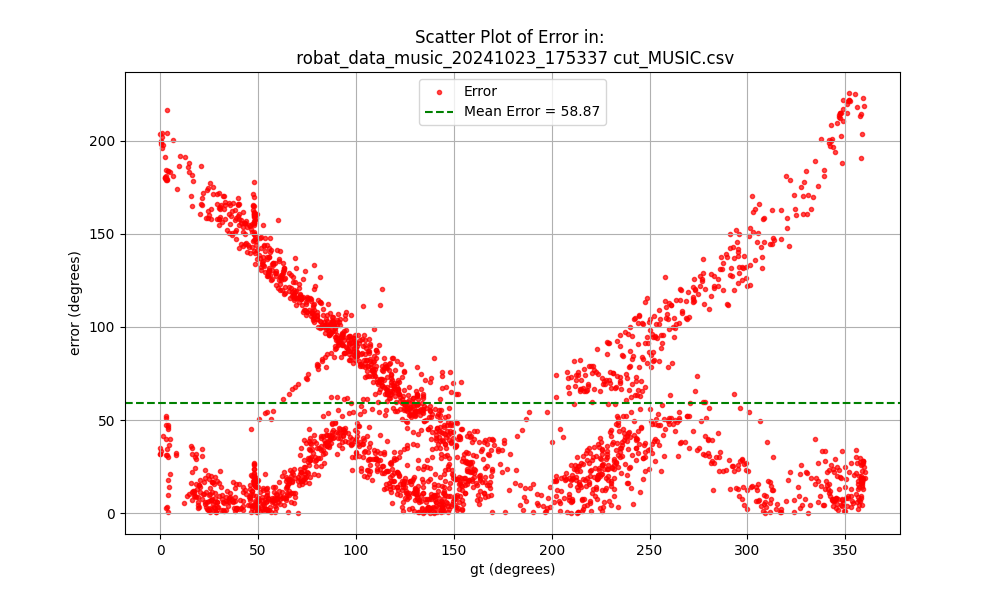 Scatter Plot of Error in:
robat_data_music_20241023_175337 cut_MUSIC.csv
Error
Mean Error = 58.87
200
150
100
50
0
error (degrees)
0 50 100 150 200 250 300 350
gt (degrees)